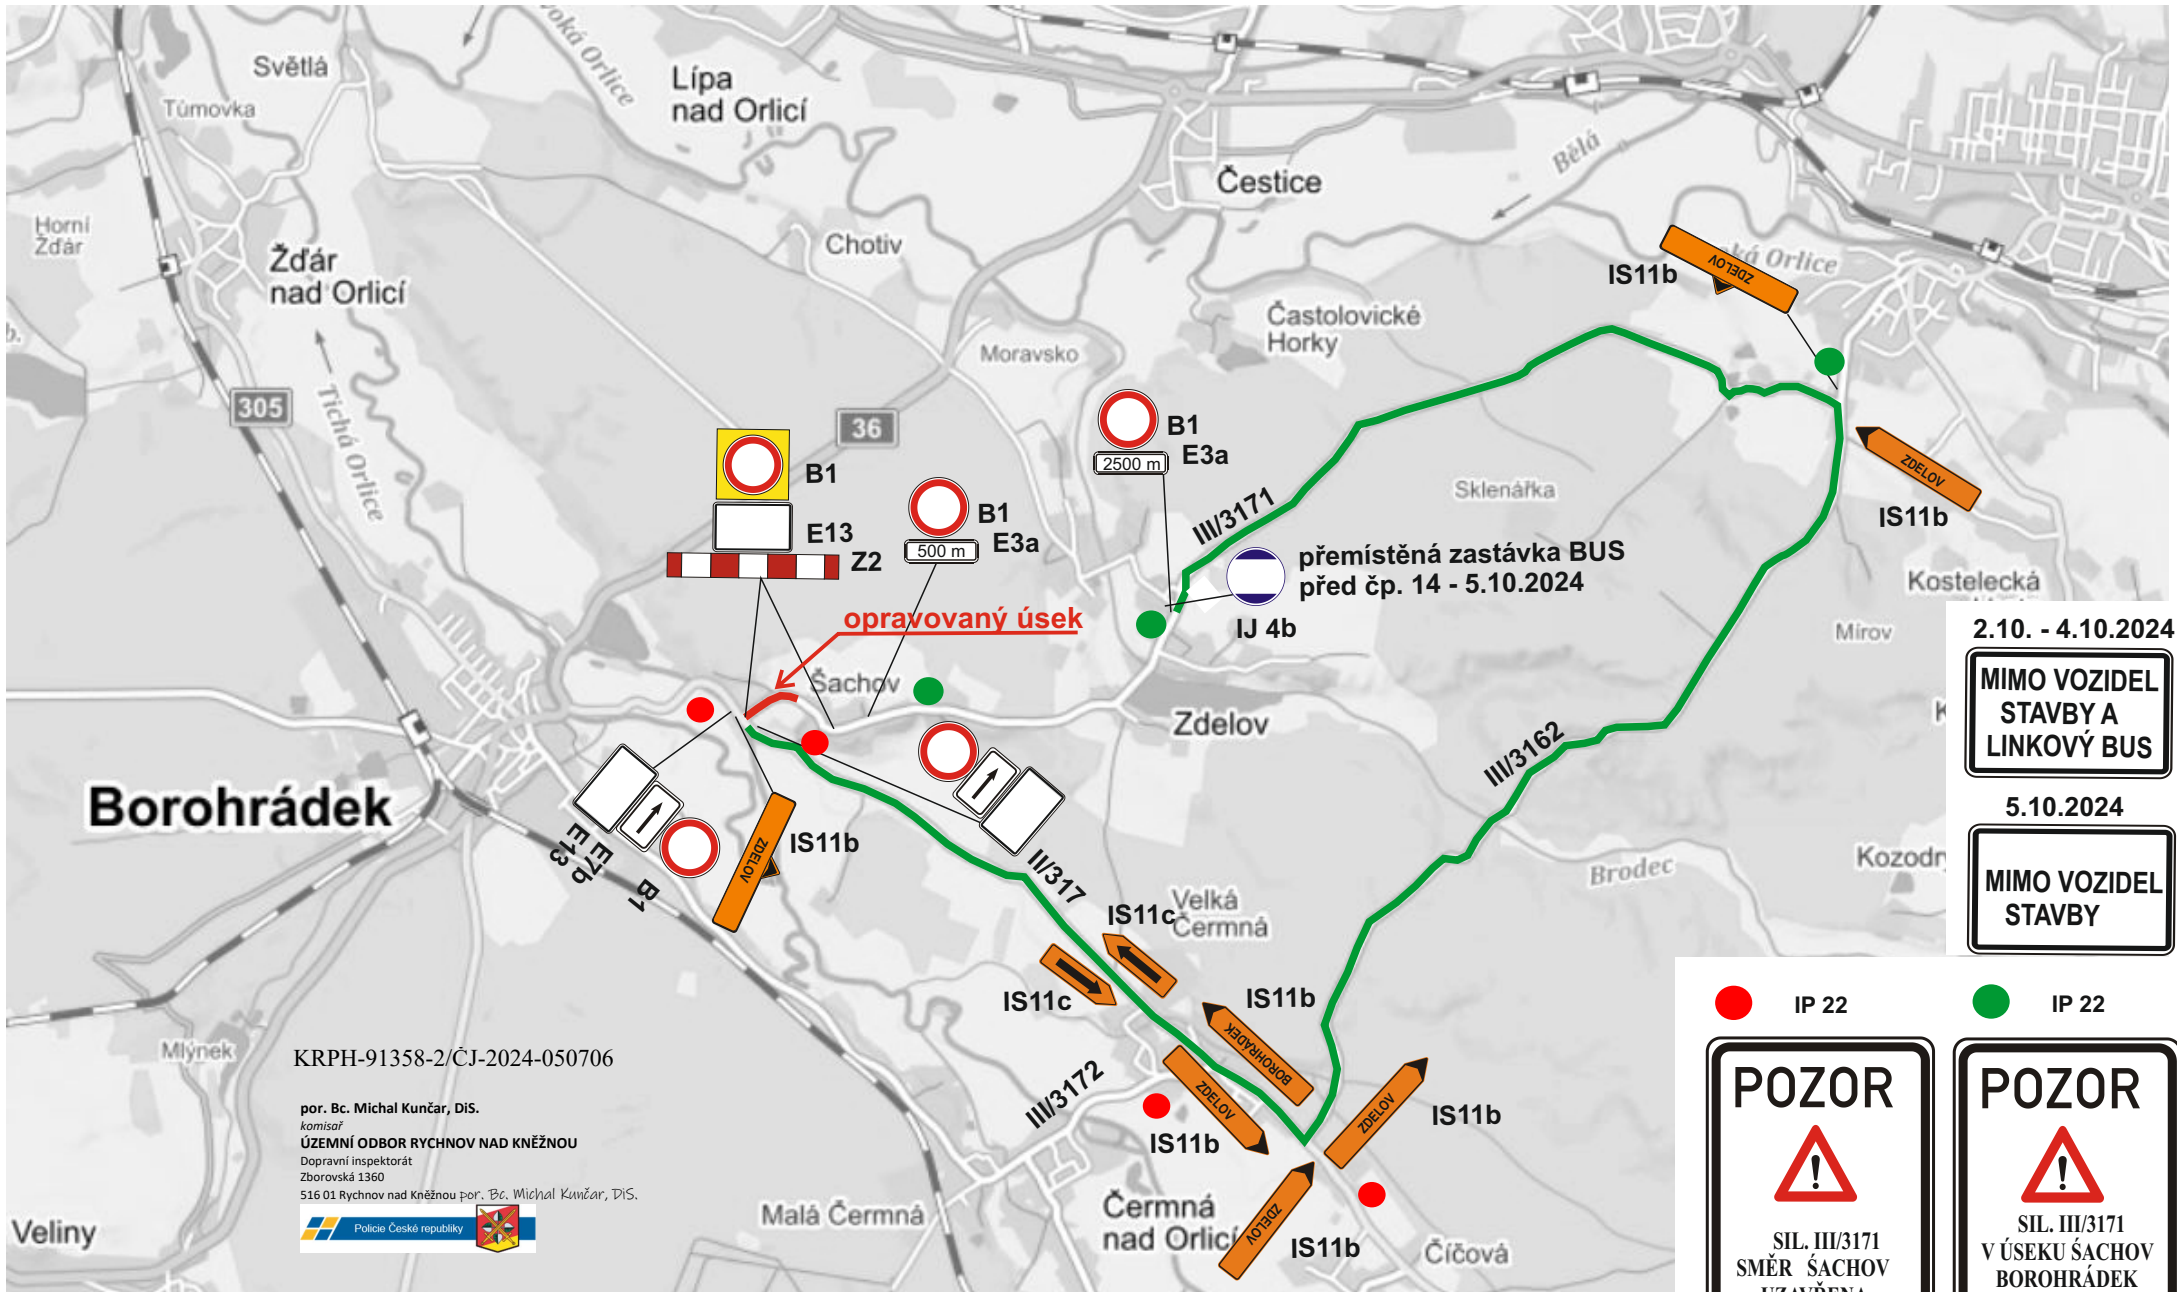 Světlá
Tůmovka
Lípa
nad Orlicí
Čestice
Bělá
Horní
Žďár
Žďár
nad Orlicí
Chotiv
Častolovické
Horky
Moravsko
Tichá Orlice
305
36
ZDELOV
IS11b
ZDELOV
IS11b
B1
E13
Z2
B1
E3a
500 m
B1
E3a
2500 m
III/3171
Sklenářka
přemístěná zastávka BUS
před čp. 14 - 5.10.2024
IJ 4b
opravovaný úsek
Šachov
Zdelov
Kostelecká
Mírov
2.10. - 4.10.2024
MIMO VOZIDEL
STAVBY A
LINKOVÝ BUS
5.10.2024
MIMO VOZIDEL
STAVBY
Borohrádek
E13
E7b
B1
ZDELOV
IS11b
II/317
III/3162
Brodec
Velká
Čermná
IS11c
IS11c
IS11b
BOROHRÁDEK
ZDELOV
IS11b
ZDELOV
IS11b
ZDELOV
IS11b
III/3172
Mlýnek
Malá Čermná
Čermná
nad Orlicí
Číčová
Veliny
KRPH-91358-2/ČJ-2024-050706
por. Bc. Michal Kunčar, DiS.
komisař
ÚZEMNÍ ODBOR RYCHNOV NAD KNĚŽNOU
Dopravní inspektorát
Zborovská 1360
516 01 Rychnov nad Kněžnou por. Bc. Michal Kunčar, DiS.
Policie České republiky
IP 22
IP 22
POZOR
SIL. III/3171
SMĚR ŠACHOV
POZOR
SIL. III/3171
V ÚSEKU ŠACHOV
BOROHRÁDEK